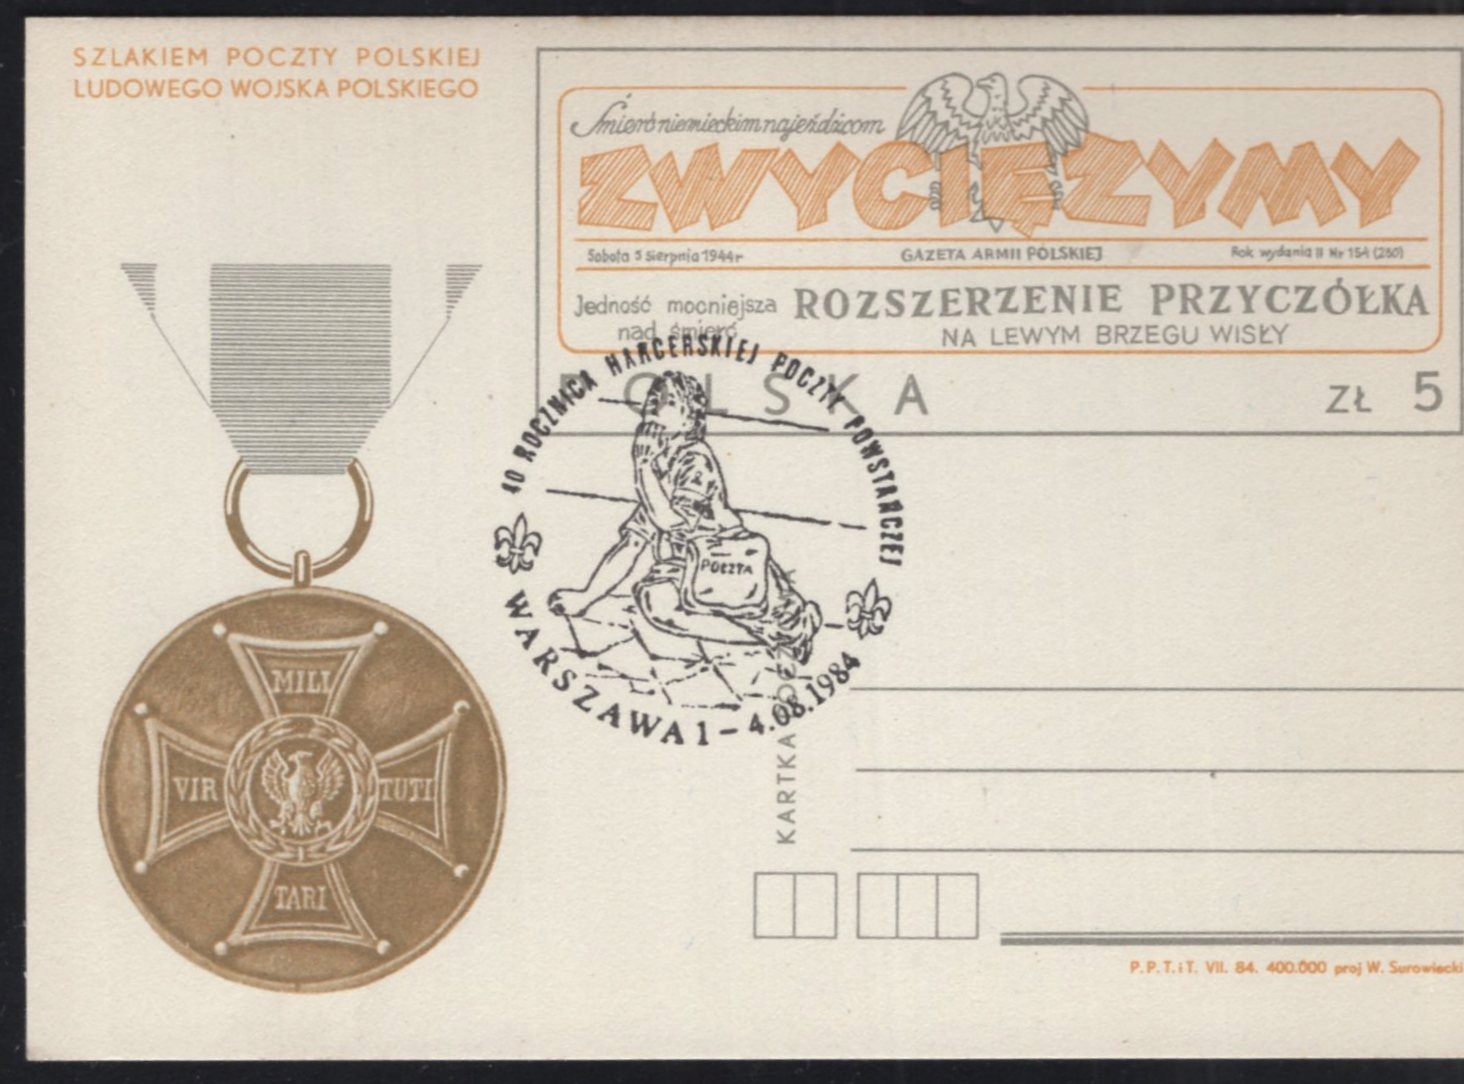 SZLAKIEM POCZTY POLSKIEJ
LUDOWEGO WOJSKA POLSKIEGO
Śmierć niemieckim najeźdźcom
ZWYCIĘŻYMY
Sobota 5 sierpnia 1944r
GAZETA ARMII POLSKIEJ
Rok wydania II Nr 154 (280)
Jedność mocniejsza
nad śmierć
ROZSZERZENIE PRZYCZÓŁKA
NA LEWYM BRZEGU WISŁY
POLSKA
ZŁ 5
40 ROCZNICA HARCERSKIEJ POCZTY POWSTAŃCZEJ
POCZTA
WARSZAWA 1 - 4.08.1984
KARTKA POCZTOWA
MILI
VIR TUTI
TARI
P.P.T.iT. VII. 84. 400.000 proj W. Surowiecki